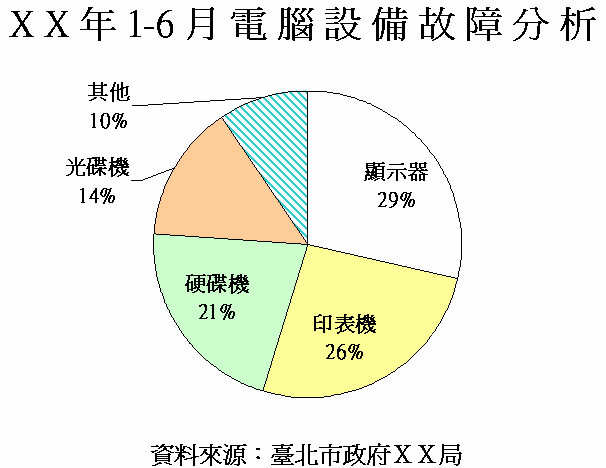 ＸＸ年1-6月電腦設備故障分析
其他
10%
顯示器
29%
光碟機
14%
硬碟機
21%
印表機
26%
資料來源：臺北市政府ＸＸ局